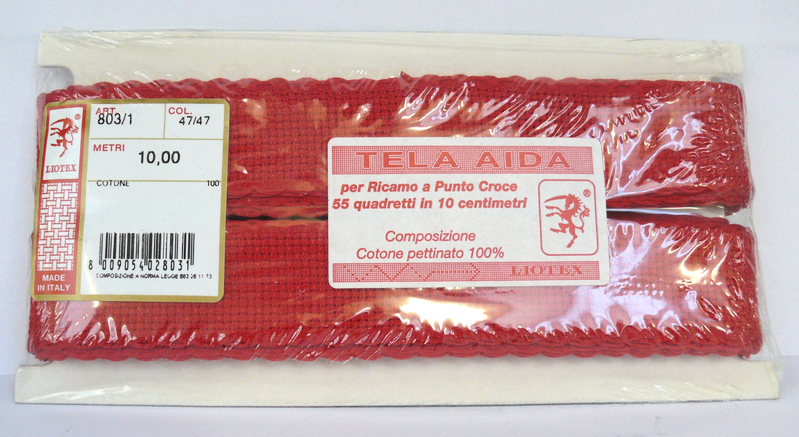 ART.
803/1
COL.
47/47
METRI
10,00
LIOTEX
®
COTONE 100
8 009054 028031
COMPOSIZIONE A NORMA LEGGE 883 26.11.73
MADE
IN ITALY
TELA AIDA
per Ricamo a Punto Croce
55 quadretti in 10 centimetri
®
Composizione
Cotone pettinato 100%
LIOTEX